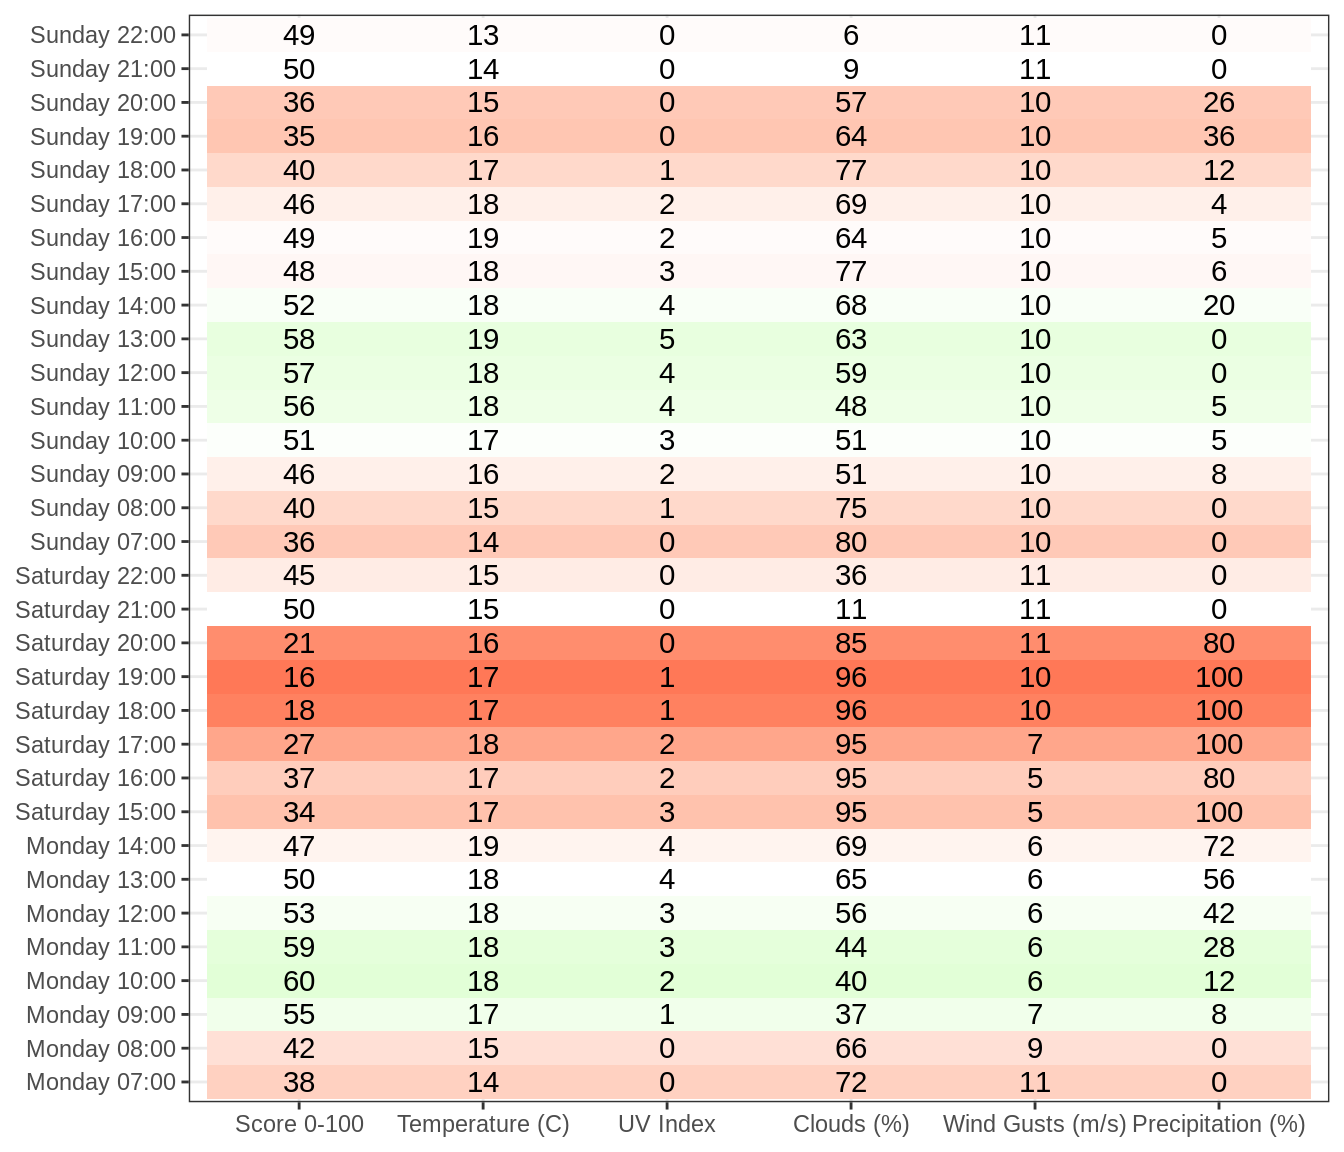 Sunday 22:00 49 13 0 6 11 0
Sunday 21:00 50 14 0 9 11 0
Sunday 20:00 36 15 0 57 10 26
Sunday 19:00 35 16 0 64 10 36
Sunday 18:00 40 17 1 77 10 12
Sunday 17:00 46 18 2 69 10 4
Sunday 16:00 49 19 2 64 10 5
Sunday 15:00 48 18 3 77 10 6
Sunday 14:00 52 18 4 68 10 20
Sunday 13:00 58 19 5 63 10 0
Sunday 12:00 57 18 4 59 10 0
Sunday 11:00 56 18 4 48 10 5
Sunday 10:00 51 17 3 51 10 5
Sunday 09:00 46 16 2 51 10 8
Sunday 08:00 40 15 1 75 10 0
Sunday 07:00 36 14 0 80 10 0
Saturday 22:00 45 15 0 36 11 0
Saturday 21:00 50 15 0 11 11 0
Saturday 20:00 21 16 0 85 11 80
Saturday 19:00 16 17 1 96 10 100
Saturday 18:00 18 17 1 96 10 100
Saturday 17:00 27 18 2 95 7 100
Saturday 16:00 37 17 2 95 5 80
Saturday 15:00 34 17 3 95 5 100
Monday 14:00 47 19 4 69 6 72
Monday 13:00 50 18 4 65 6 56
Monday 12:00 53 18 3 56 6 42
Monday 11:00 59 18 3 44 6 28
Monday 10:00 60 18 2 40 6 12
Monday 09:00 55 17 1 37 7 8
Monday 08:00 42 15 0 66 9 0
Monday 07:00 38 14 0 72 11 0
Score 0-100 Temperature (C) UV Index Clouds (%) Wind Gusts (m/s) Precipitation (%)